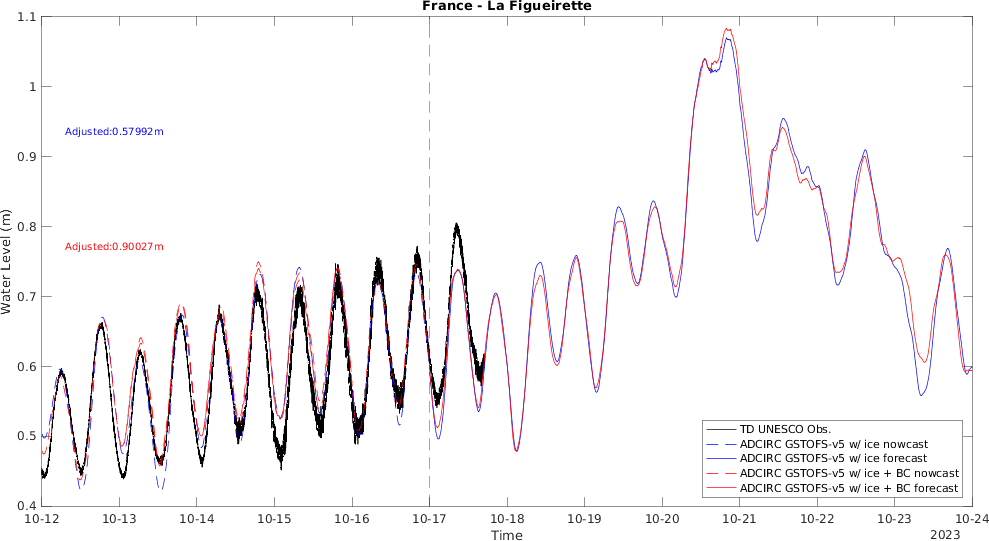 France - La Figueirette
1.1
1
0.9
0.8
0.7
0.6
0.5
0.4
Water Level (m)
Adjusted:0.57992m
Adjusted:0.90027m
TD UNESCO Obs.
ADCIRC GSTOFS-v5 w/ ice nowcast
ADCIRC GSTOFS-v5 w/ ice forecast
ADCIRC GSTOFS-v5 w/ ice + BC nowcast
ADCIRC GSTOFS-v5 w/ ice + BC forecast
10-12 10-13 10-14 10-15 10-16 10-17 10-18 10-19 10-20 10-21 10-22 10-23 10-24
Time
2023